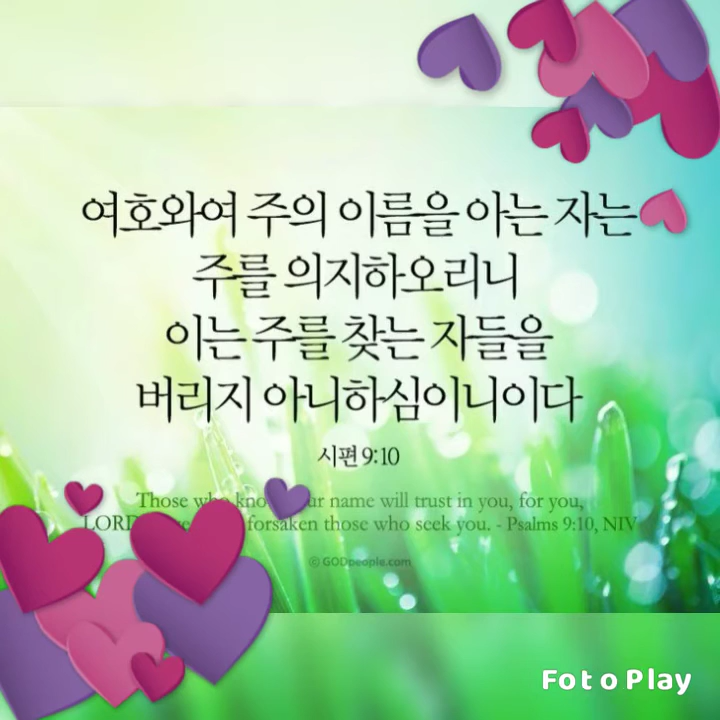 여호와여 주의 이름을 아는 자는
주를 의지하오리니
이는 주를 찾는 자들을
버리지 아니하심이니이다
시편 9:10
Those who know your name will trust in you, for you,
LORD, forsaken those who seek you. - Psalms 9:10, NIV
© GODpeople.com
Foto Play